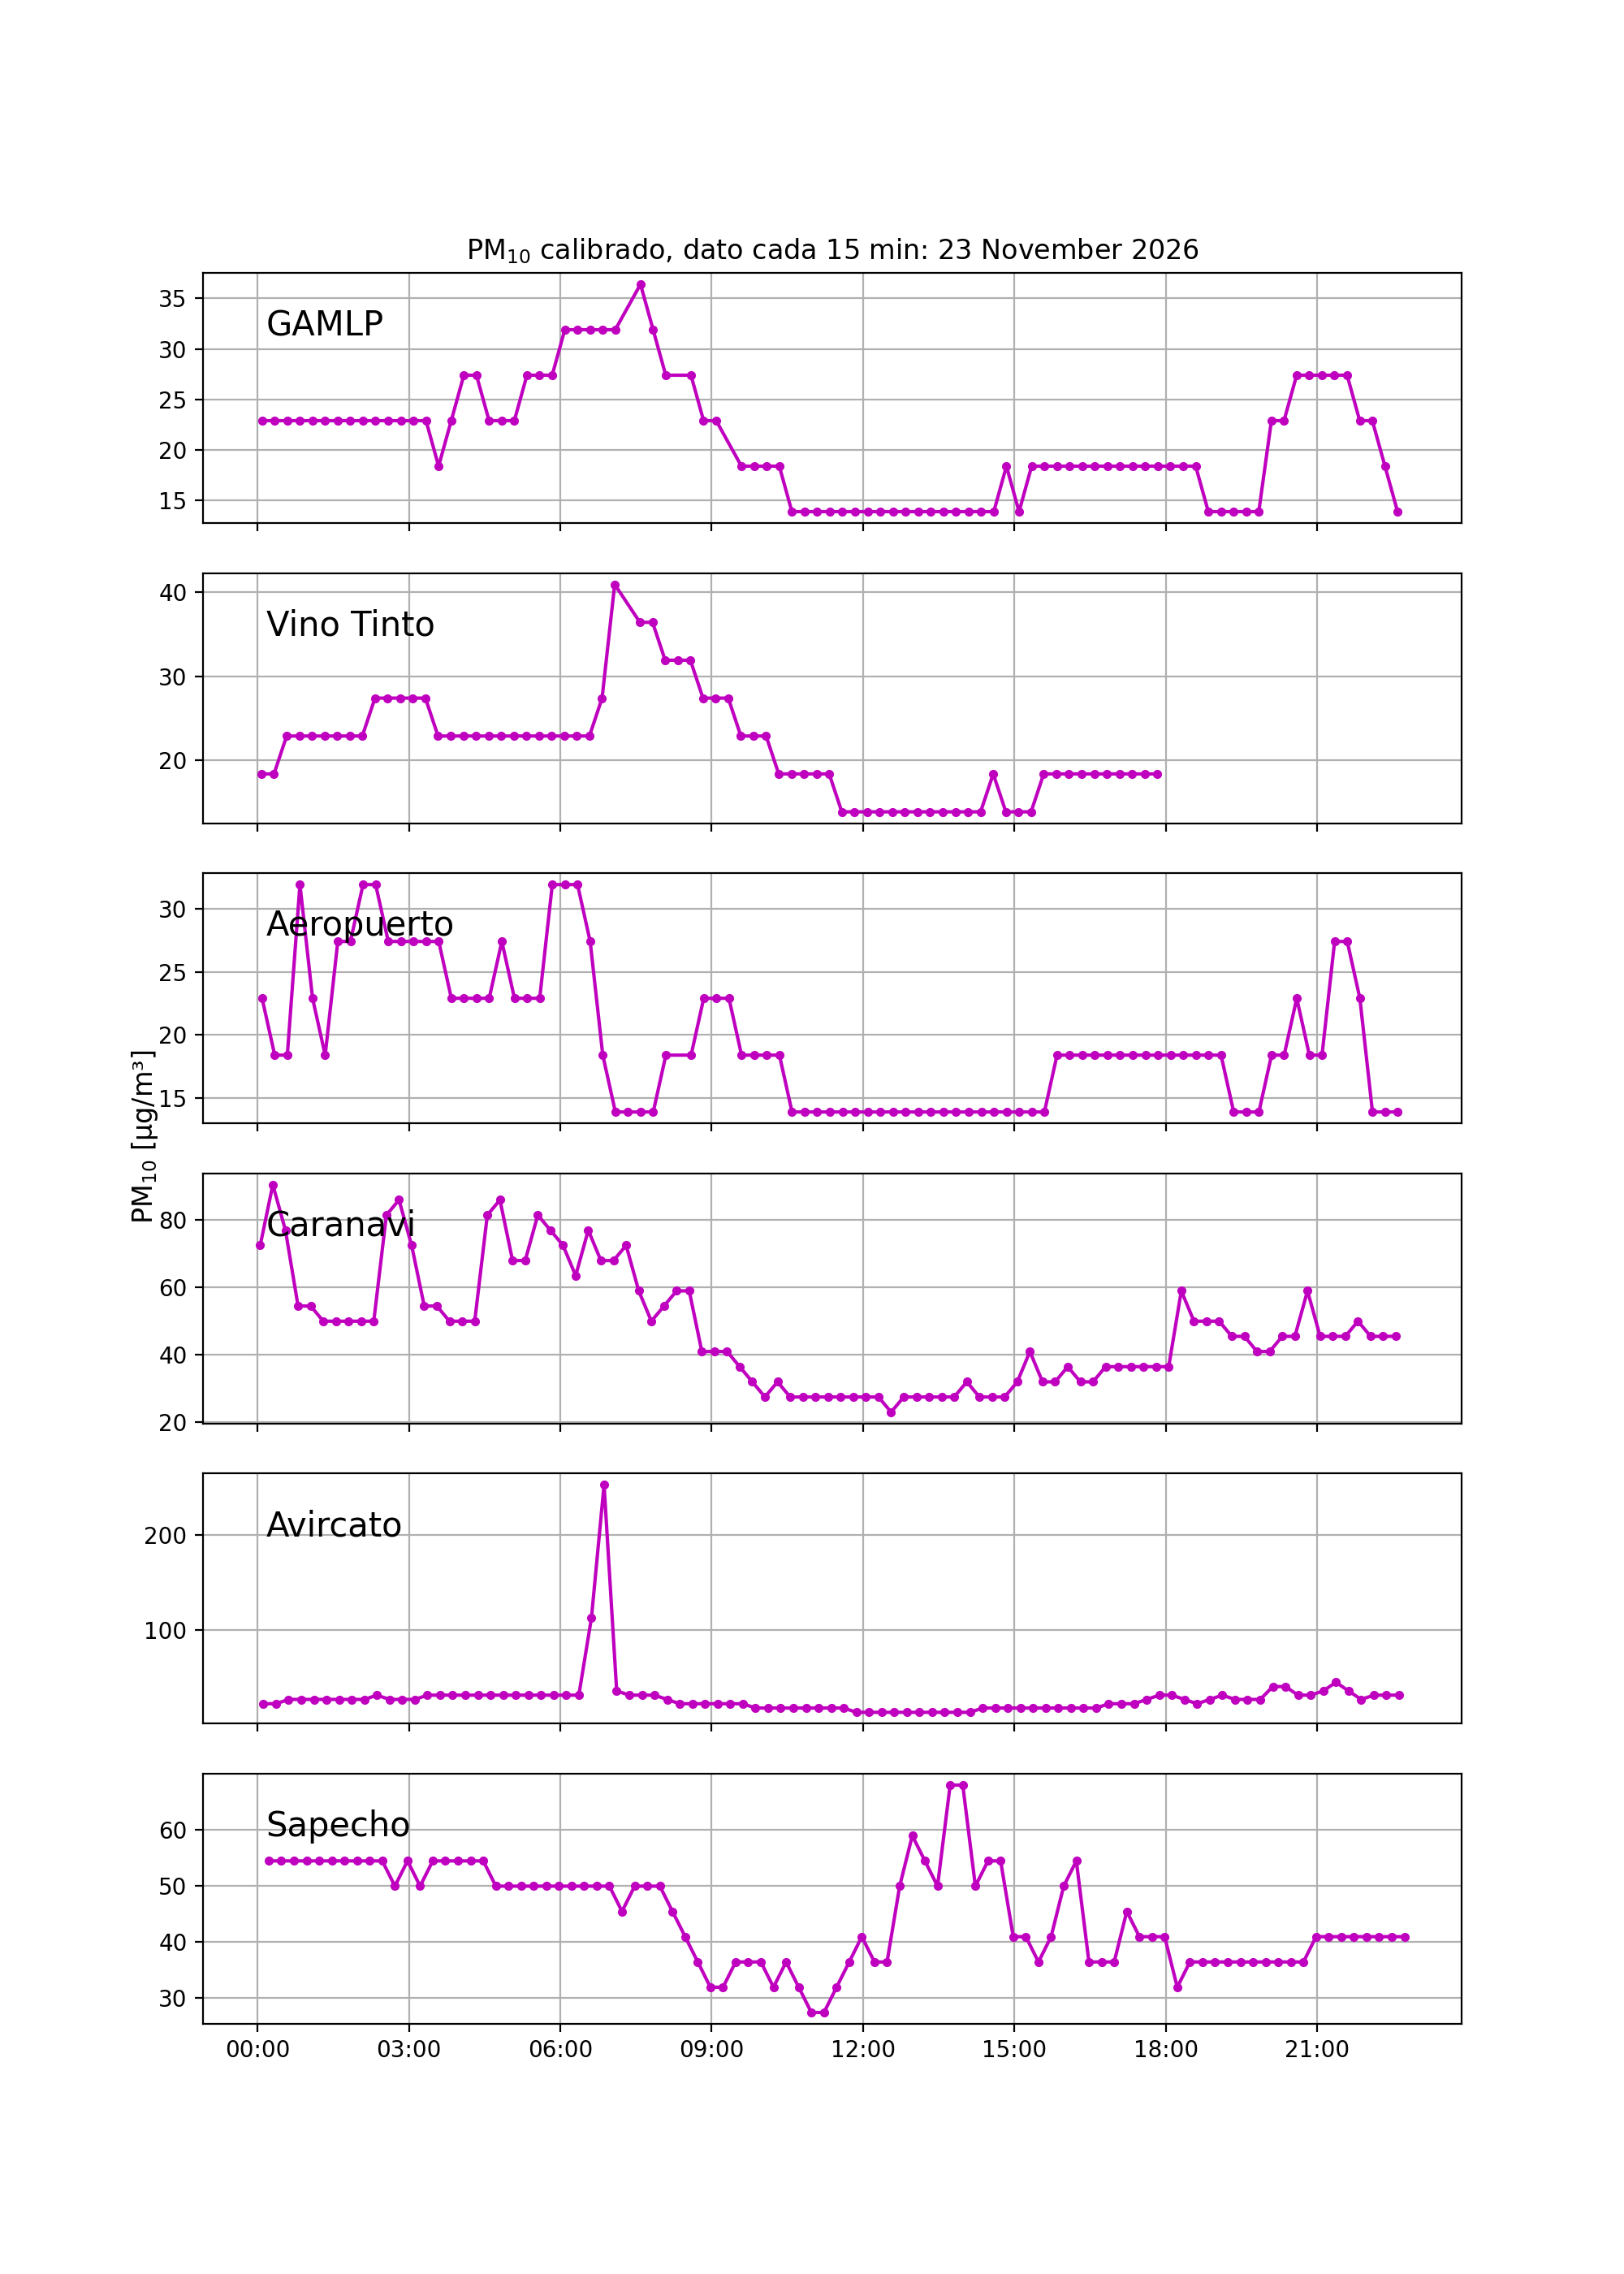 PM₁₀ calibrado, dato cada 15 min: 23 November 2026
35
GAMLP
30
25
20
15
40
Vino Tinto
30
20
30
Aeropuerto
25
20
15
PM₁₀ [µg/m³]
80
Caranavi
60
40
20
Avircato
200
100
Sapecho
60
50
40
30
00:00 03:00 06:00 09:00 12:00 15:00 18:00 21:00